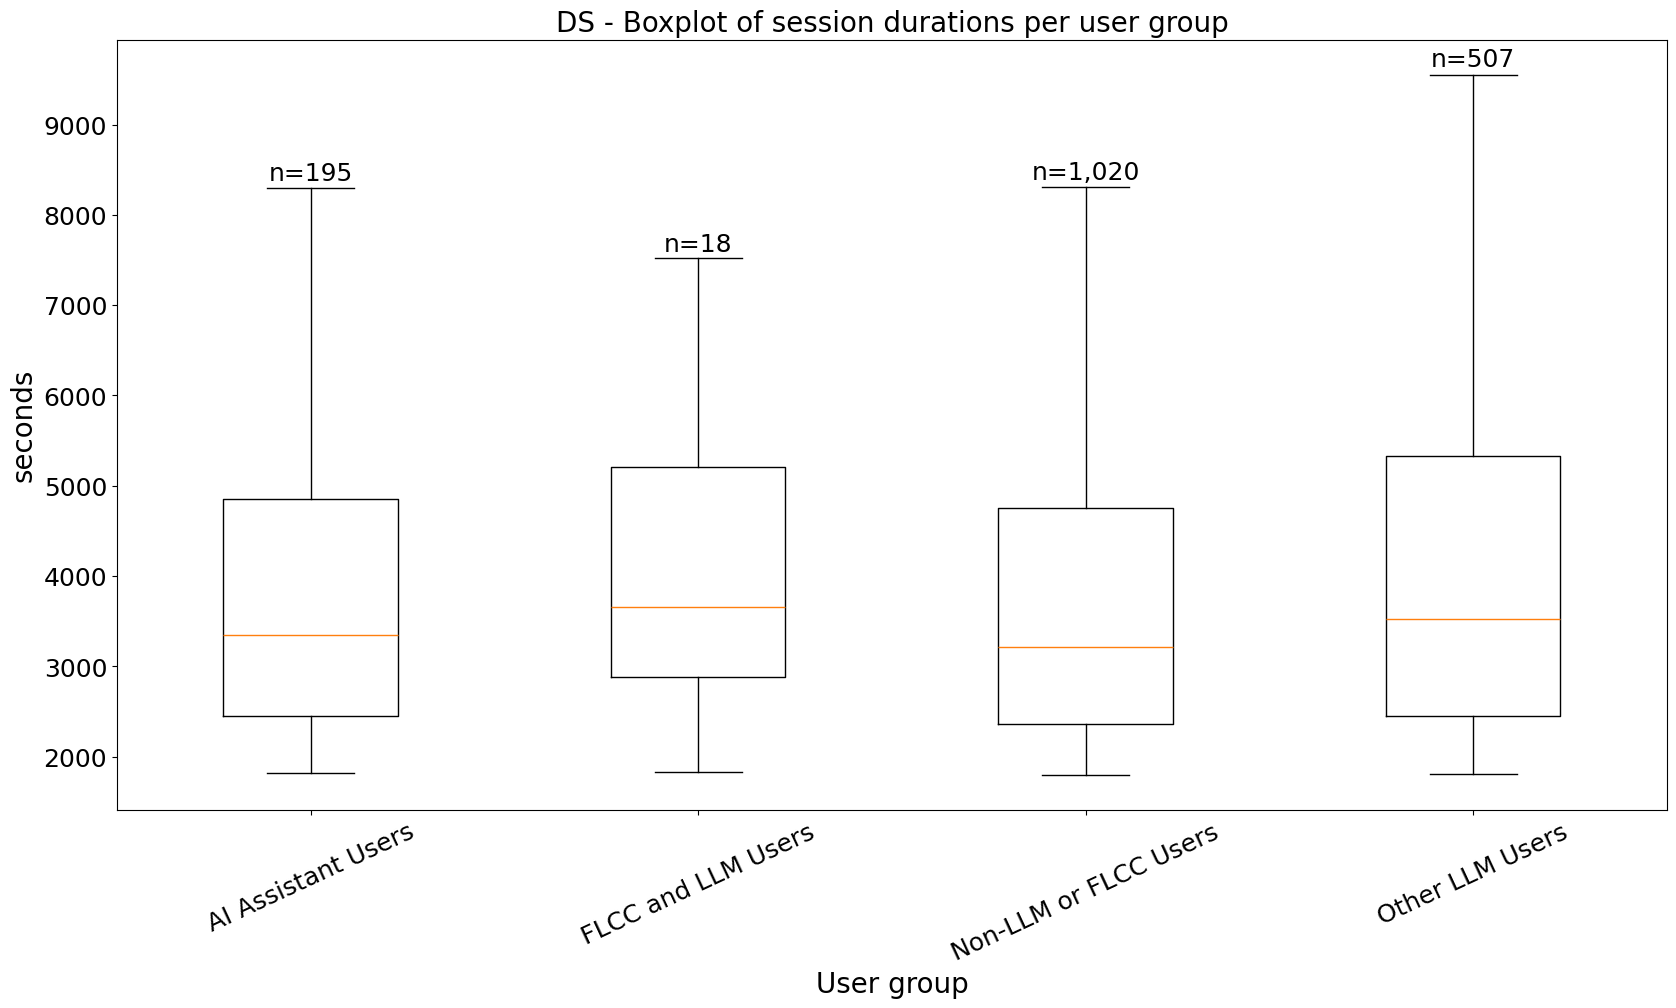 DS - Boxplot of session durations per user group
n=507
n=195
n=1,020
n=18
9000
8000
7000
6000
5000
4000
3000
2000
seconds
AI Assistant Users
FLCC and LLM Users
Non-LLM or FLCC Users
Other LLM Users
User group